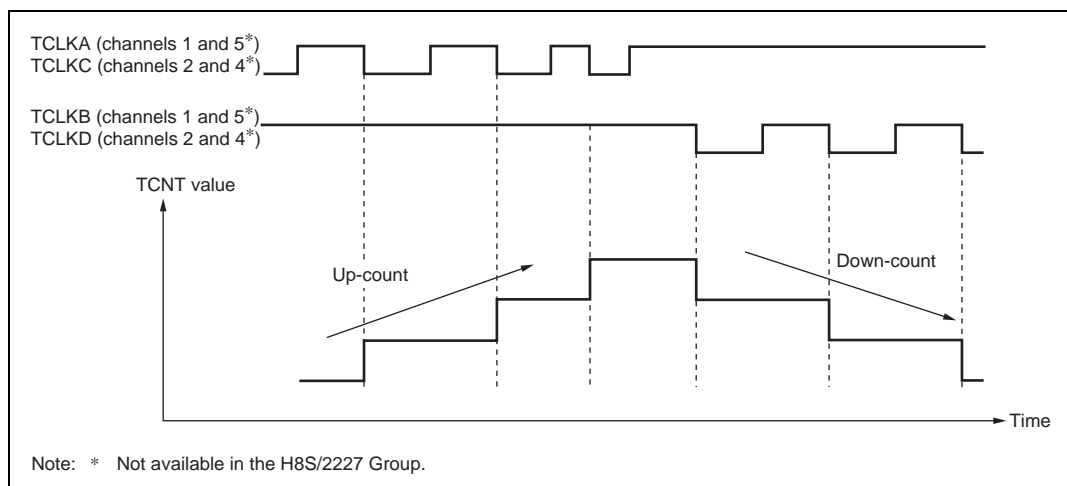 TCLKA (channels 1 and 5*)
TCLKC (channels 2 and 4*)
TCLKB (channels 1 and 5*)
TCLKD (channels 2 and 4*)
TCNT value
Up-count
Down-count
Time
Note: * Not available in the H8S/2227 Group.